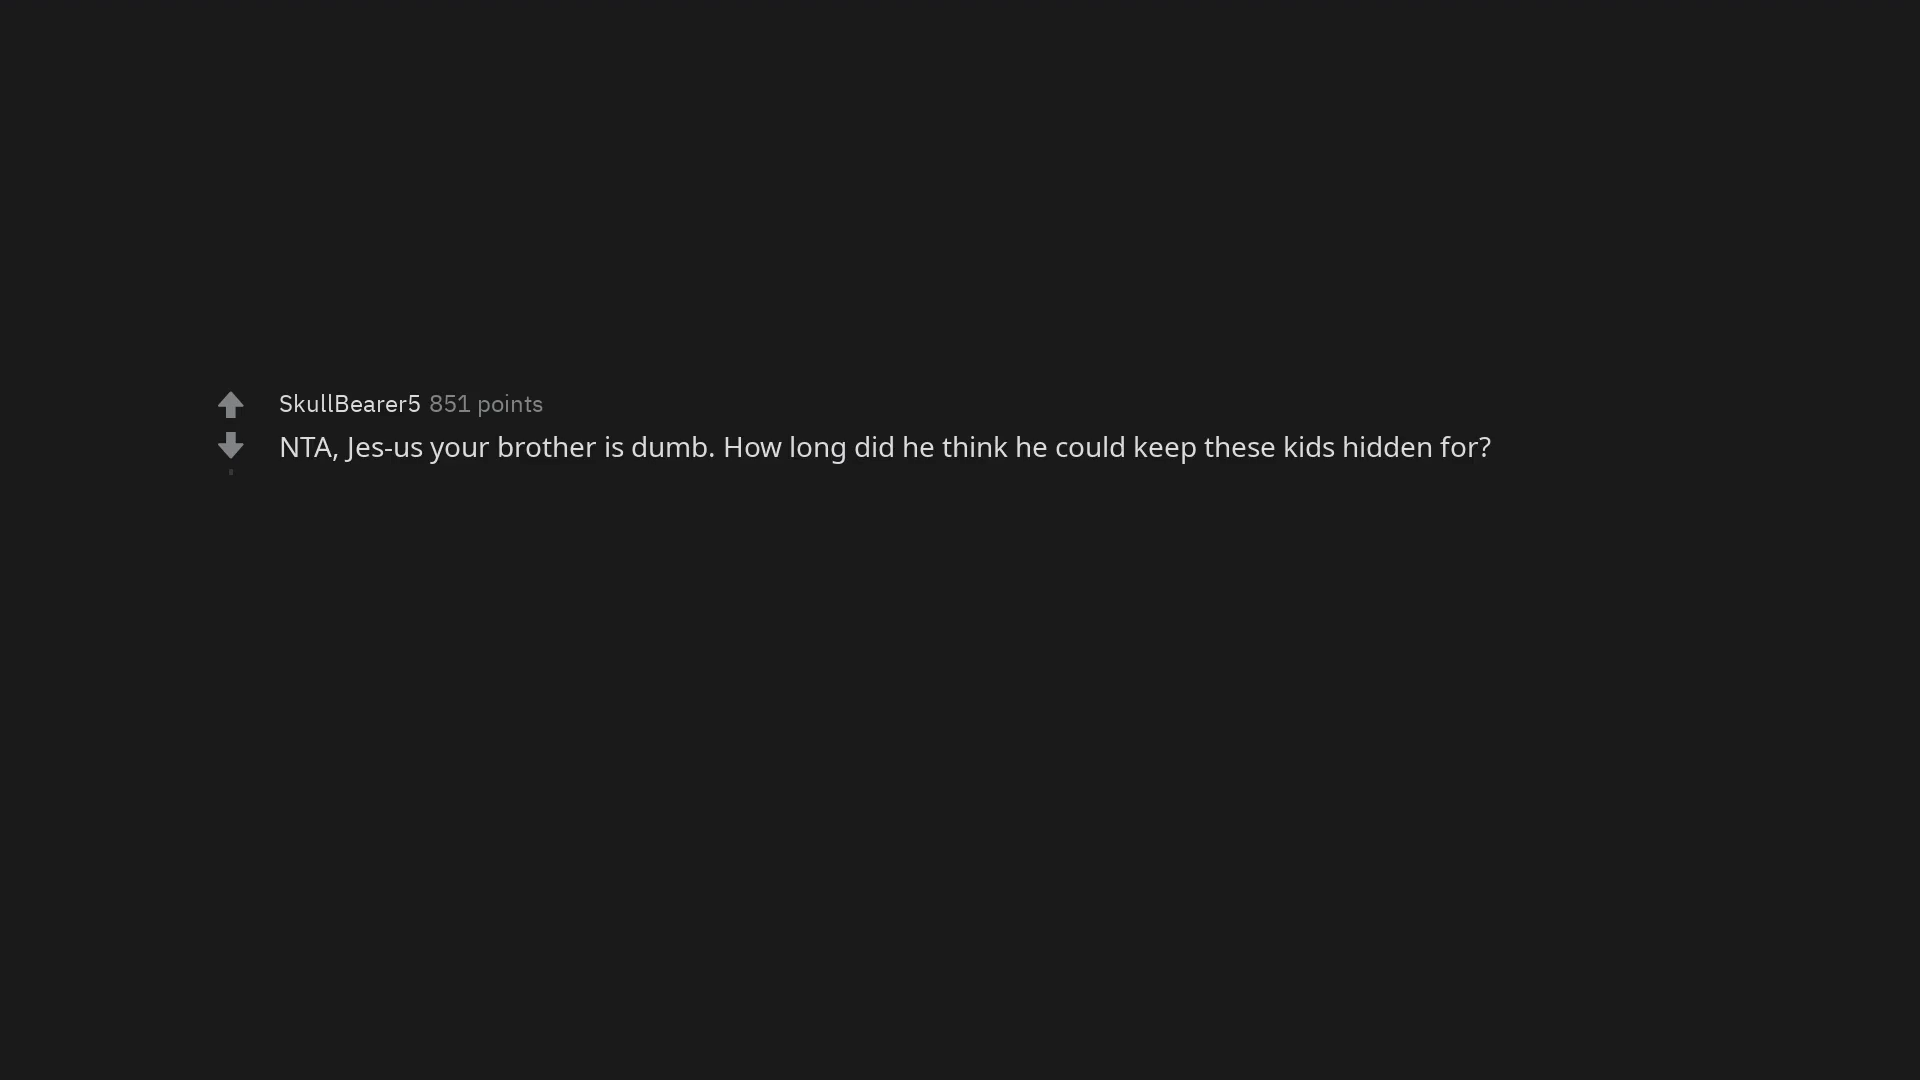 SkullBearer5 851 points
NTA, Jes-us your brother is dumb. How long did he think he could keep these kids hidden for?